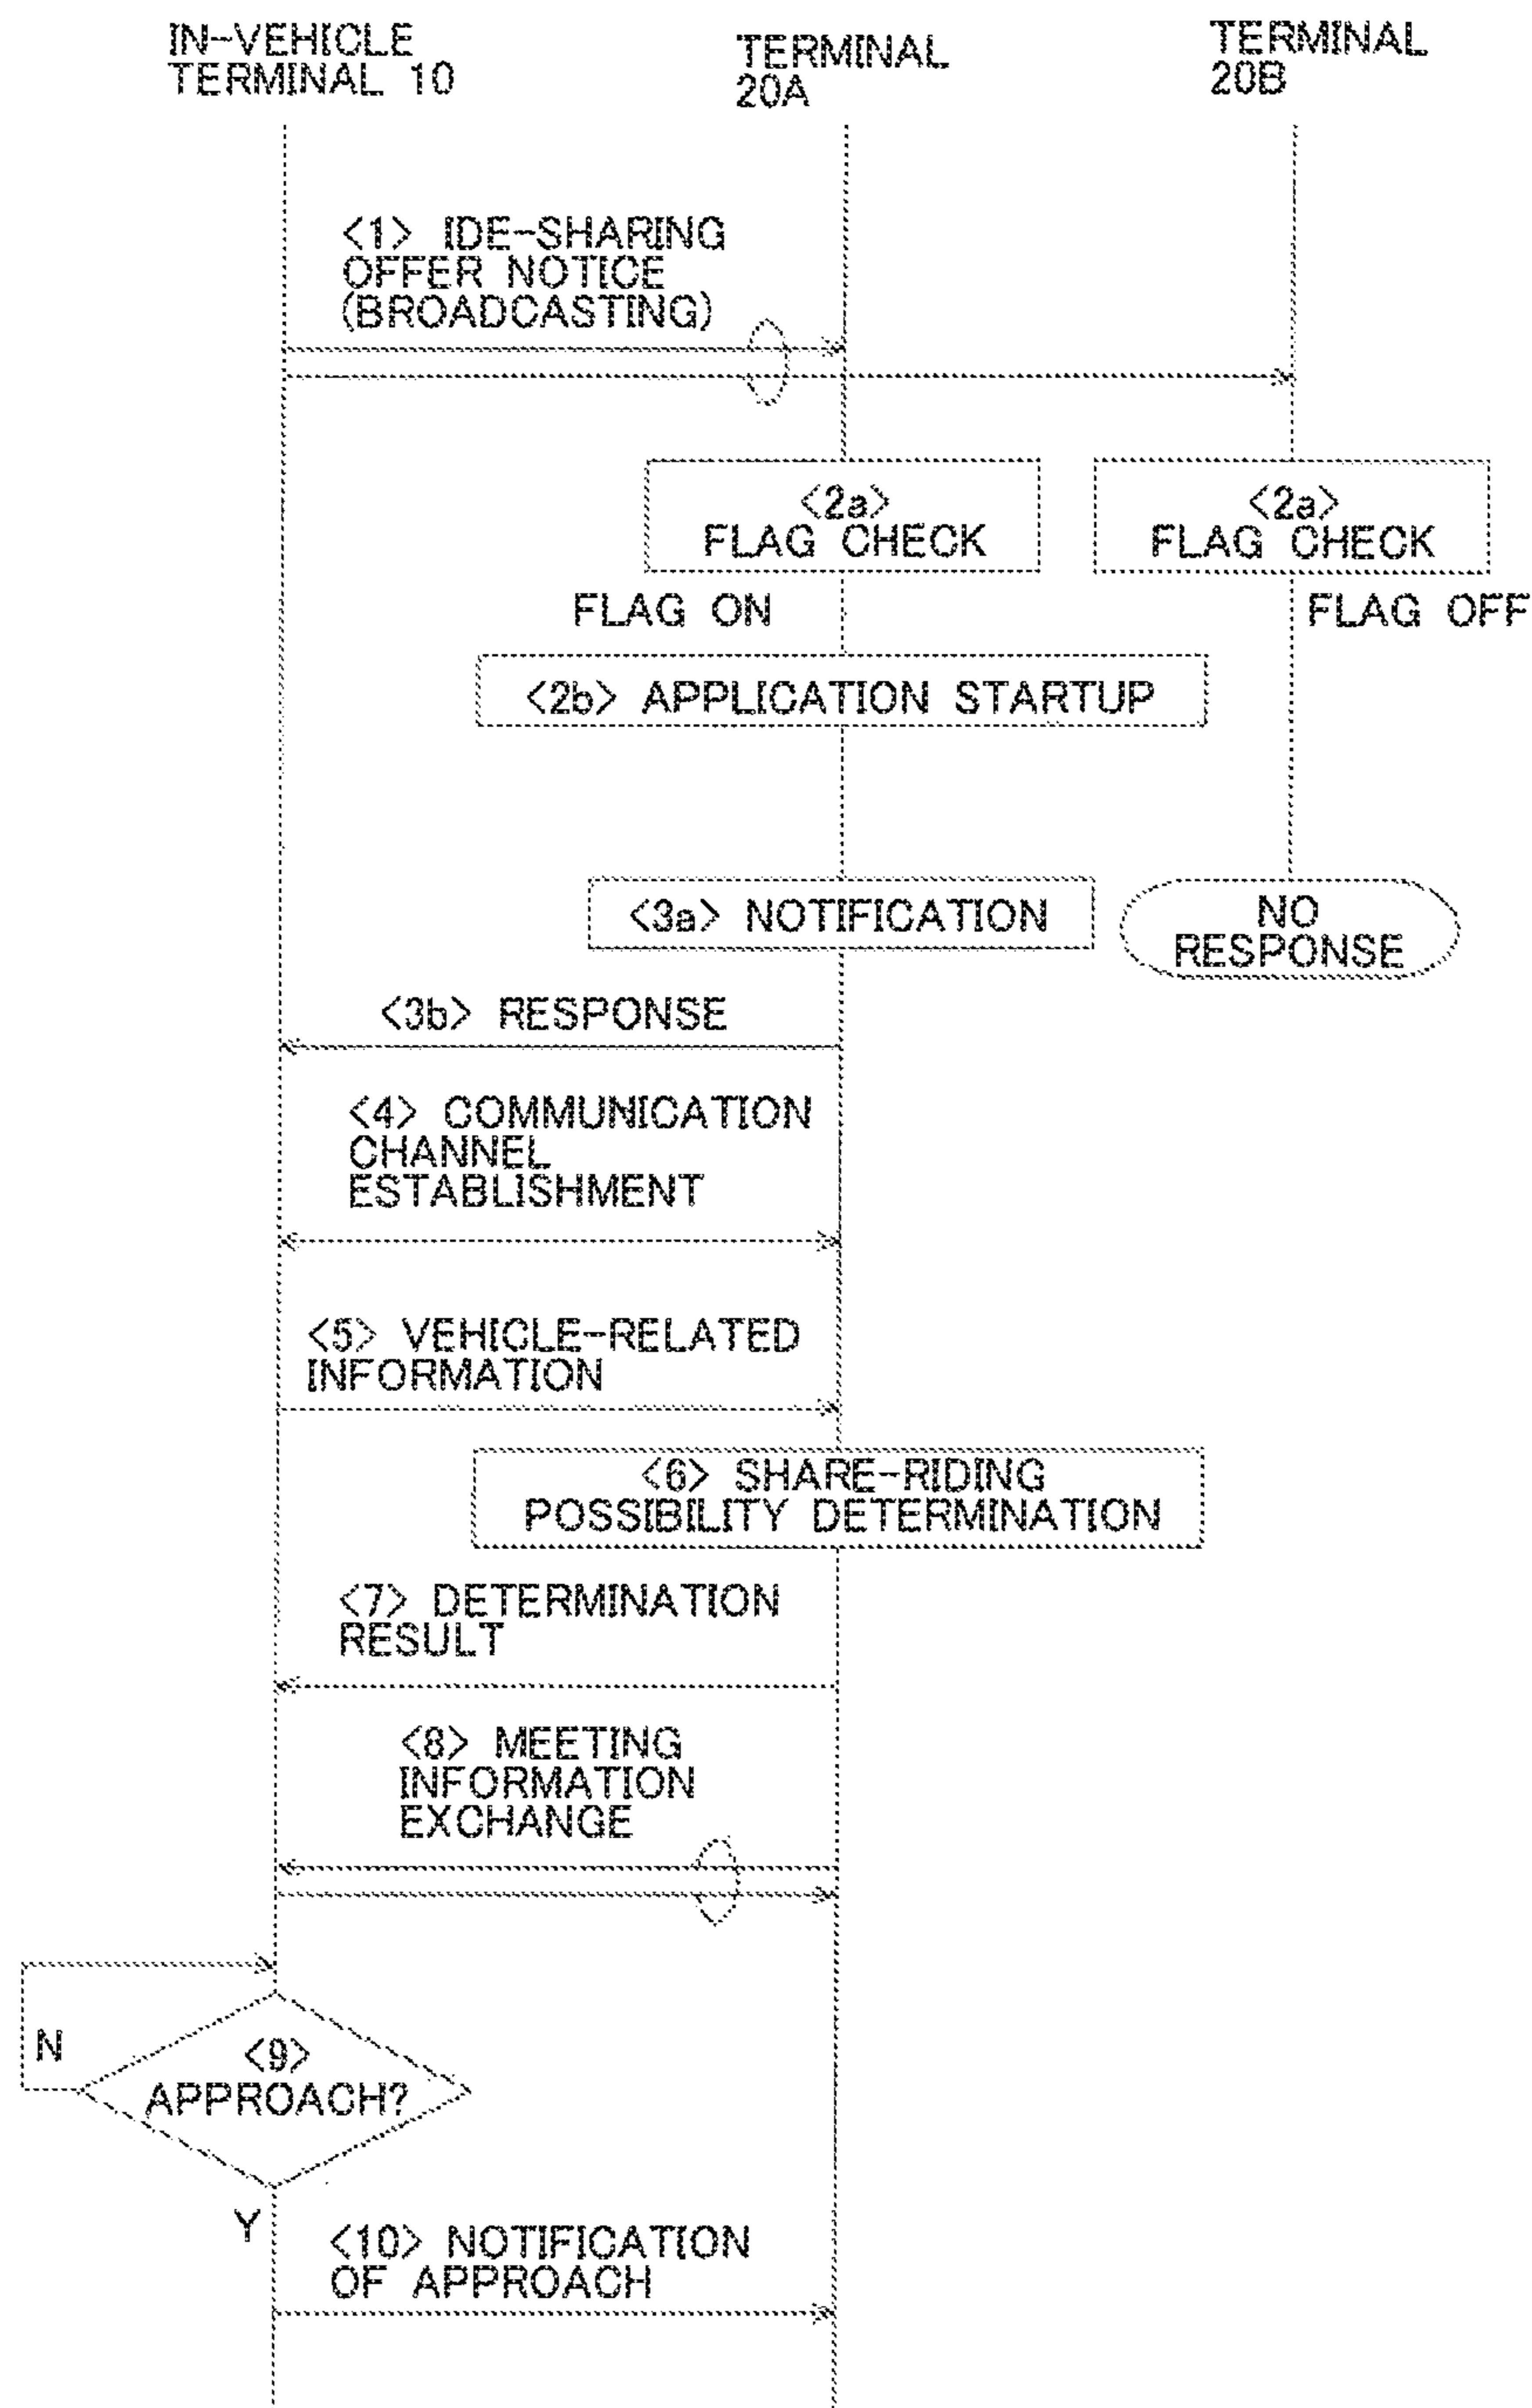 IN-VEHICLE
TERMINAL 10
TERMINAL
20A
TERMINAL
20B
<1> IDE-SHARING
OFFER NOTICE
(BROADCASTING)
<2a>
FLAG CHECK
<2a>
FLAG CHECK
FLAG ON
FLAG OFF
<2b> APPLICATION STARTUP
<3a> NOTIFICATION
NO
RESPONSE
<3b> RESPONSE
<4> COMMUNICATION
CHANNEL
ESTABLISHMENT
<5> VEHICLE-RELATED
INFORMATION
<6> SHARE-RIDING
POSSIBILITY DETERMINATION
<7> DETERMINATION
RESULT
<8> MEETING
INFORMATION
EXCHANGE
N
<9>
APPROACH?
Y
<10> NOTIFICATION
OF APPROACH